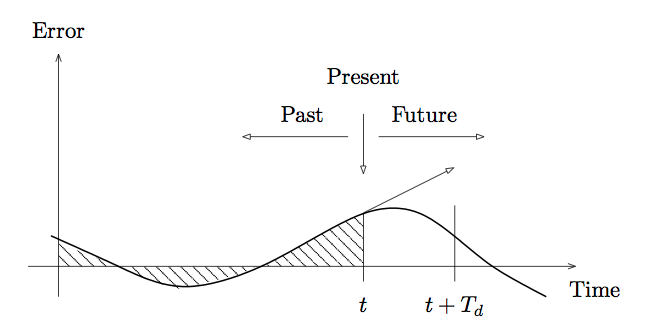 Error
Present
Past
Future
Time
t
t + T_d